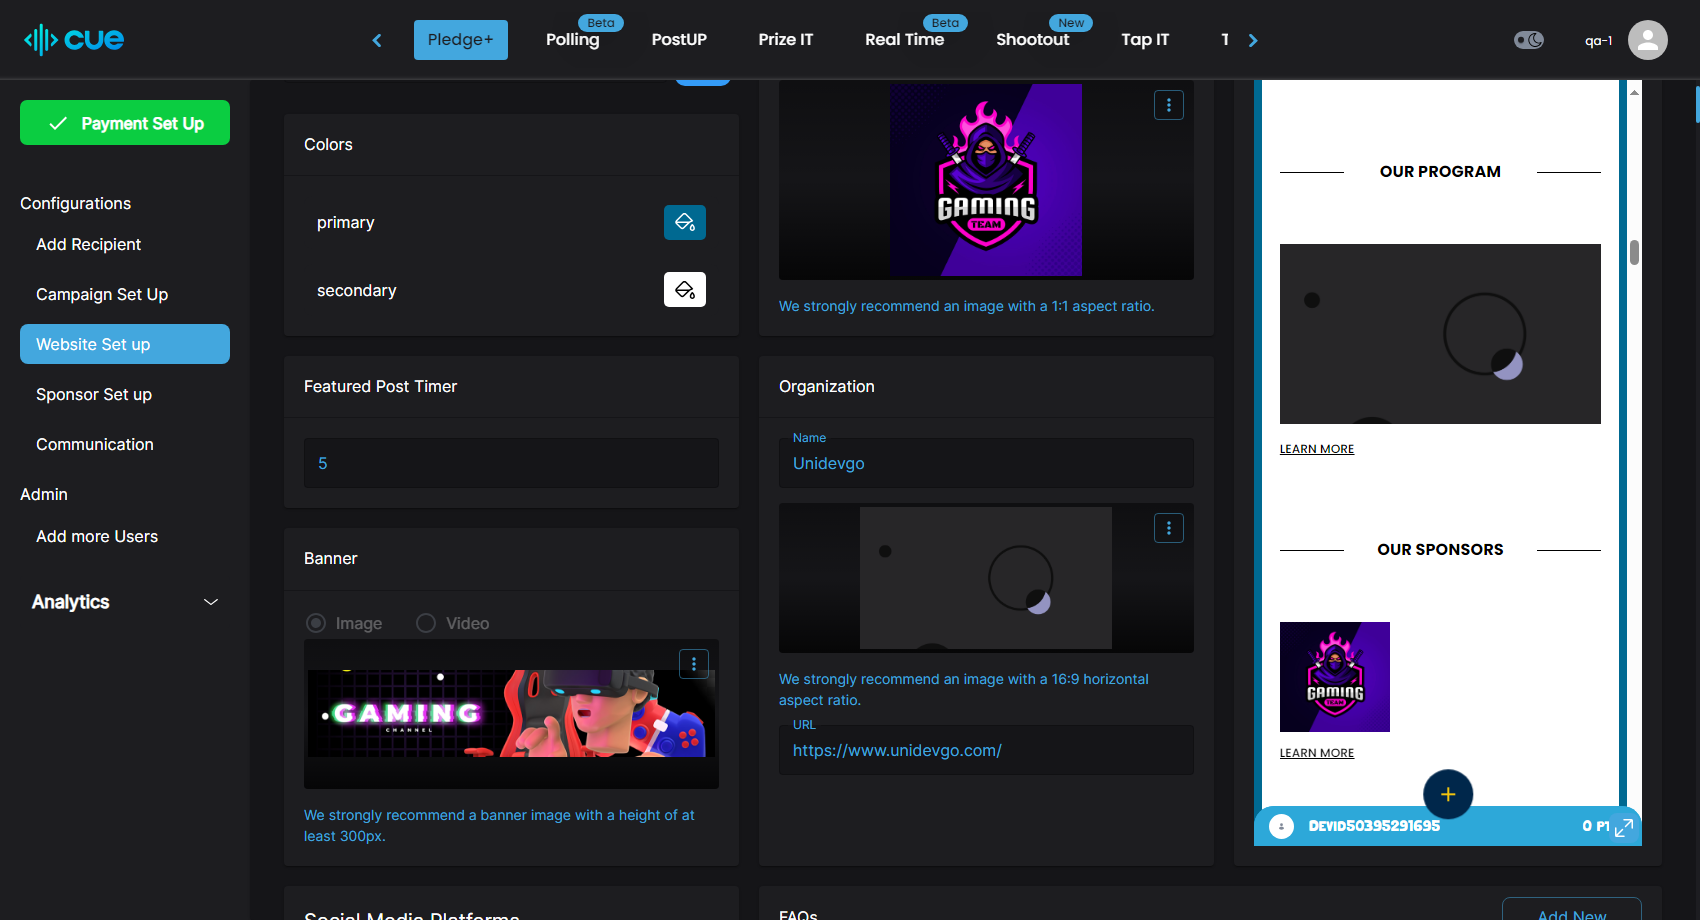 cue
Pledge+
Polling
Beta
PostUP
Prize IT
Real Time
Beta
Shootout
New
Tap IT
T
qa-1
Payment Set Up
Configurations
Add Recipient
Campaign Set Up
Website Set up
Sponsor Set up
Communication
Admin
Add more Users
Analytics
Colors
primary
secondary
Featured Post Timer
5
Banner
Image
Video
GAMING
CHANNEL
We strongly recommend a banner image with a height of at
least 300px.
Social Media Platforms
GAMING
TEAM
We strongly recommend an image with a 1:1 aspect ratio.
Organization
Name
Unidevgo
We strongly recommend an image with a 16:9 horizontal
aspect ratio.
URL
https://www.unidevgo.com/
FAQs
Add New
OUR PROGRAM
LEARN MORE
OUR SPONSORS
GAMING
TEAM
LEARN MORE
Devid50395291695
0 PT